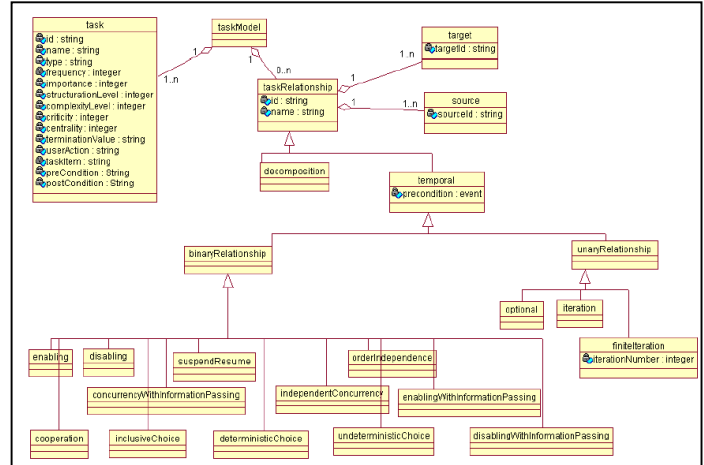 task
id : string
name : string
type : string
frequency : integer
importance : integer
structurationLevel : integer
complexityLevel : integer
criticity : integer
centrality : integer
terminationValue : string
userAction : string
taskItem : string
preCondition : String
postCondition : String
taskModel
1
1..n
1
0..n
taskRelationship
id : string
name : string
1
1..n
target
targetId : string
1
1..n
source
sourceId : string
decomposition
temporal
precondition : event
binaryRelationship
unaryRelationship
optional
iteration
finiteIteration
iterationNumber : integer
enabling
disabling
suspendResume
orderIndependence
concurrencyWithInformationPassing
independentConcurrency
enablingWithInformationPassing
cooperation
inclusiveChoice
deterministicChoice
undeterministicChoice
disablingWithInformationPassing